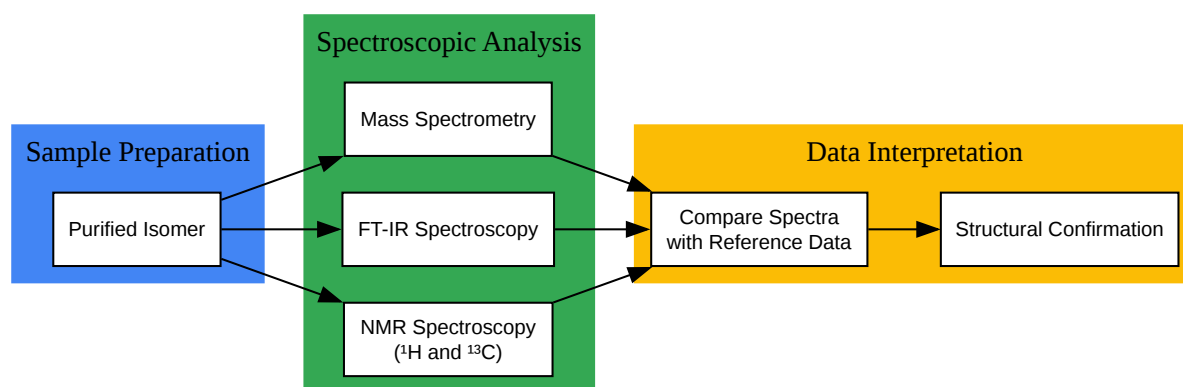 Sample Preparation
Purified Isomer
Spectroscopic Analysis
Mass Spectrometry
FT-IR Spectroscopy
NMR Spectroscopy
(¹H and ¹³C)
Data Interpretation
Compare Spectra
with Reference Data
Structural Confirmation